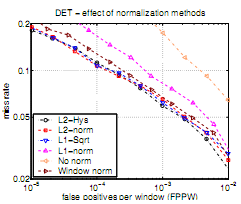 DET − effect of normalization methods
0.2
0.1
0.05
0.02
miss rate
L2−Hys
L2−norm
L1−Sqrt
L1−norm
No norm
Window norm
10⁻⁵
10⁻⁴
10⁻³
10⁻²
false positives per window (FPPW)